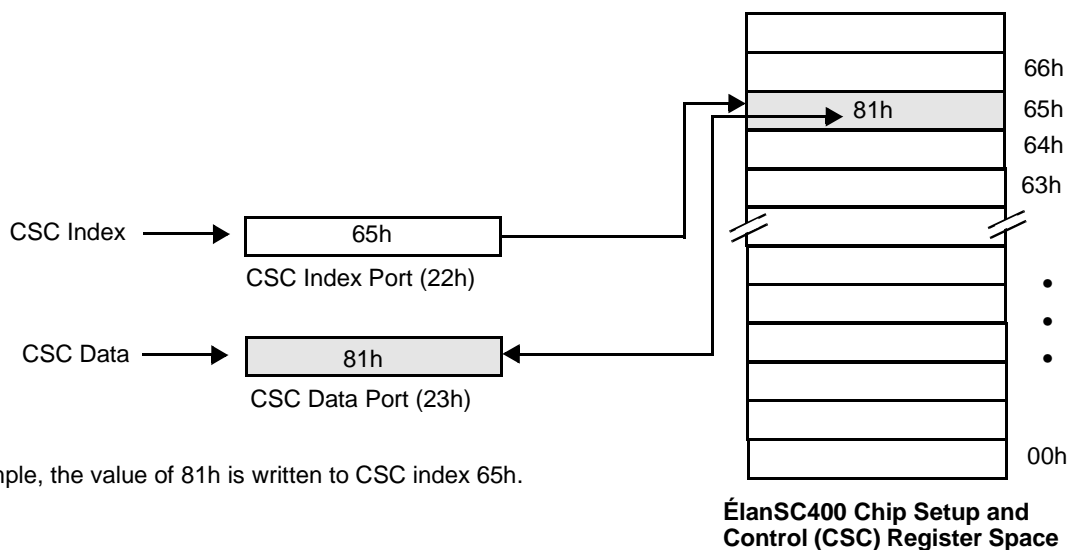 66h
81h
65h
64h
63h
CSC Index
65h
CSC Index Port (22h)
CSC Data
81h
CSC Data Port (23h)
00h
the value of 81h is written to CSC index 65h.
ÉlanSC400 Chip Setup and
Control (CSC) Register Space